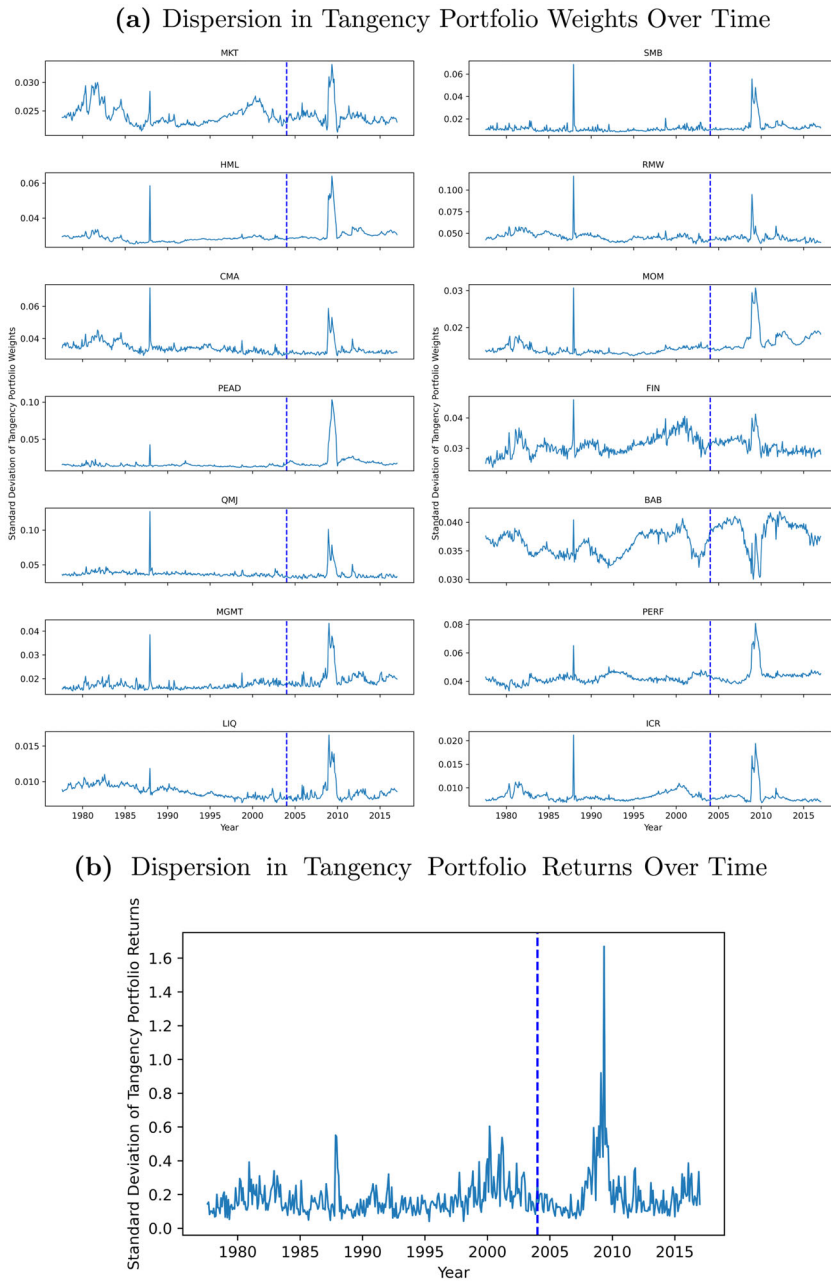 (a) Dispersion in Tangency Portfolio Weights Over Time
MKT
0.030
0.025
SMB
0.06
0.04
0.02
HML
0.06
0.04
RMW
0.100
0.075
0.050
CMA
0.06
0.04
MOM
0.03
0.02
PEAD
0.10
0.05
FIN
0.04
0.03
QMJ
0.10
0.05
BAB
0.040
0.035
0.030
MGMT
0.04
0.03
0.02
PERF
0.08
0.06
0.04
LIQ
0.015
0.010
1980 1985 1990 1995 2000 2005 2010 2015
Year
ICR
0.020
0.015
0.010
1980 1985 1990 1995 2000 2005 2010 2015
Year
Standard Deviation of Tangency Portfolio Weights
Standard Deviation of Tangency Portfolio Weights
(b) Dispersion in Tangency Portfolio Returns Over Time
Standard Deviation of Tangency Portfolio Returns
1.6
1.4
1.2
1.0
0.8
0.6
0.4
0.2
0.0
1980 1985 1990 1995 2000 2005 2010 2015
Year